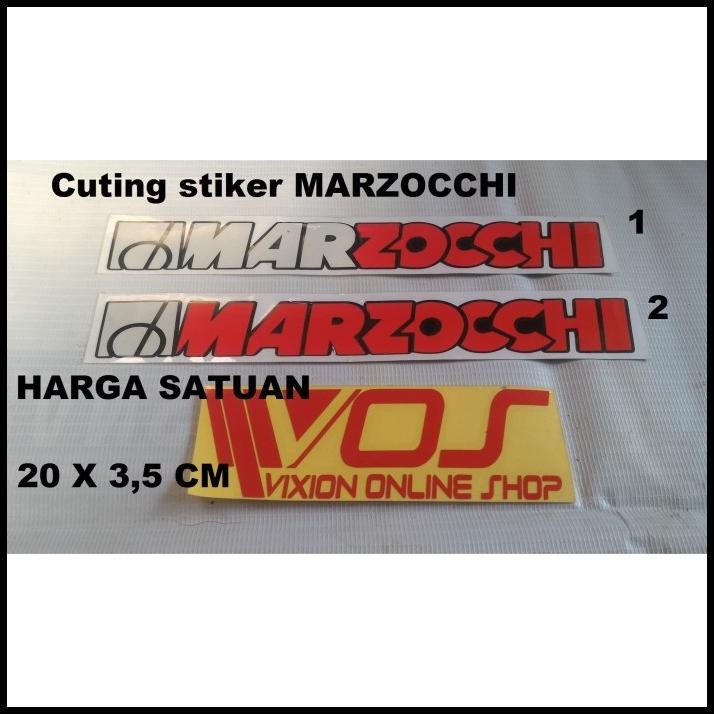 Cuting stiker MARZOCCHI
1
MARZOCCHI
2
MARZOCCHI
HARGA SATUAN
VOS
20 X 3,5 CM
VIXION ONLINE SHOP